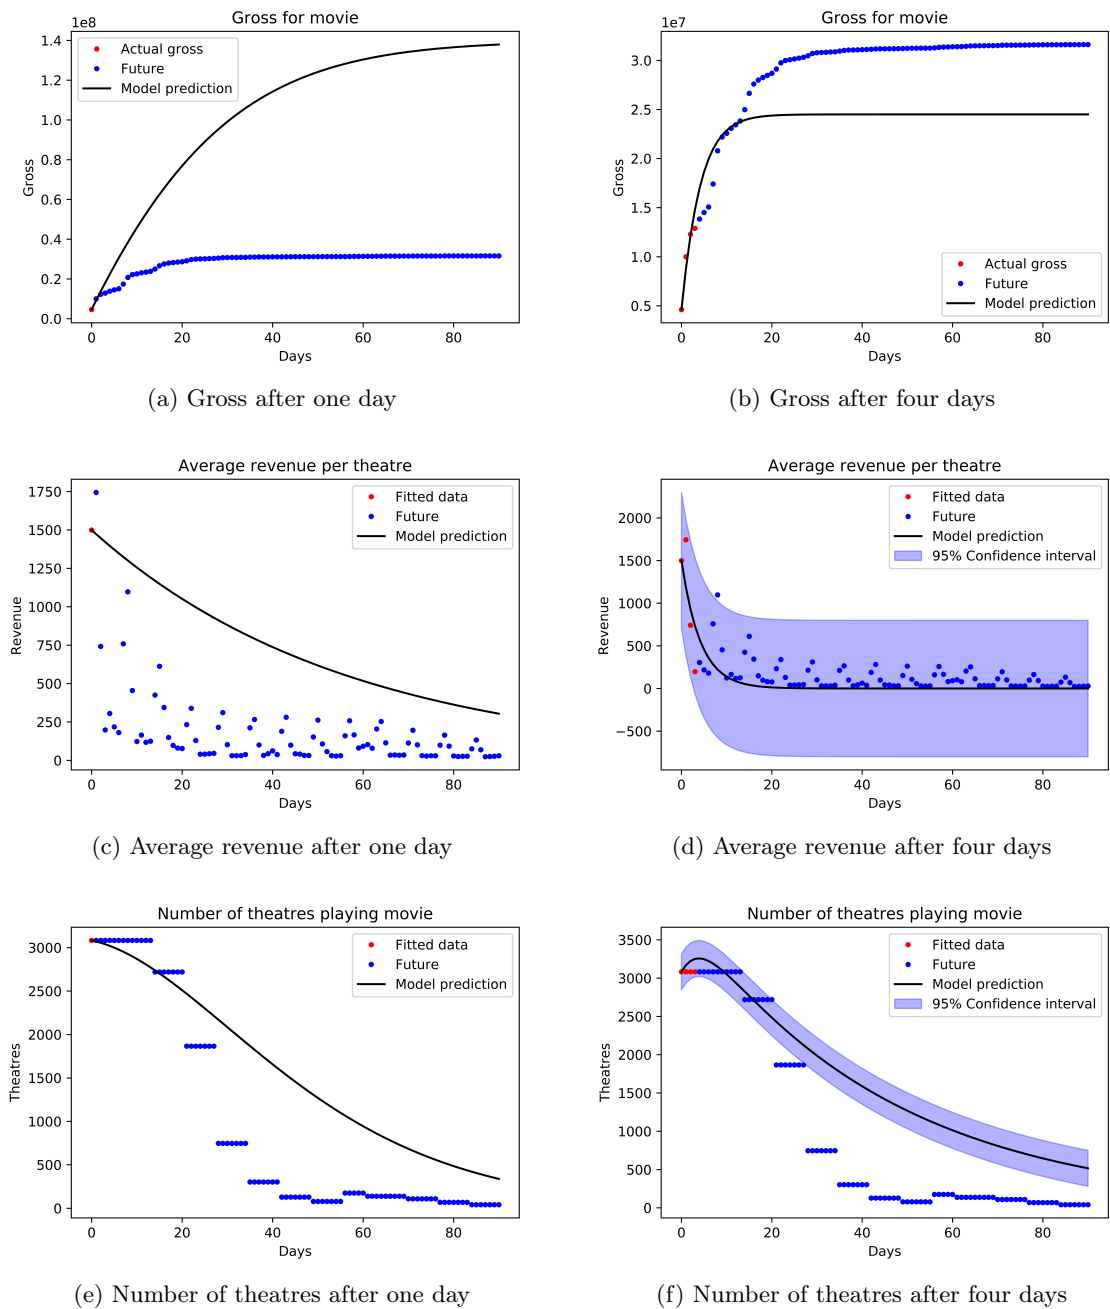 Gross for movie
1e8
1.4
1.2
1.0
0.8
0.6
0.4
0.2
0.0
Gross
Actual gross
Future
Model prediction
0
20
40
60
80
Days
(a) Gross after one day
Gross for movie
1e7
3.0
2.5
2.0
1.5
1.0
0.5
Gross
Actual gross
Future
Model prediction
0
20
40
60
80
Days
(b) Gross after four days
Average revenue per theatre
1750
1500
1250
1000
750
500
250
0
Revenue
Fitted data
Future
Model prediction
0
20
40
60
80
Days
(c) Average revenue after one day
Average revenue per theatre
2000
1500
1000
500
0
−500
Revenue
Fitted data
Future
Model prediction
95% Confidence interval
0
20
40
60
80
Days
(d) Average revenue after four days
Number of theatres playing movie
3000
2500
2000
1500
1000
500
0
Theatres
Fitted data
Future
Model prediction
0
20
40
60
80
Days
(e) Number of theatres after one day
Number of theatres playing movie
3500
3000
2500
2000
1500
1000
500
0
Theatres
Fitted data
Future
Model prediction
95% Confidence interval
0
20
40
60
80
Days
(f) Number of theatres after four days